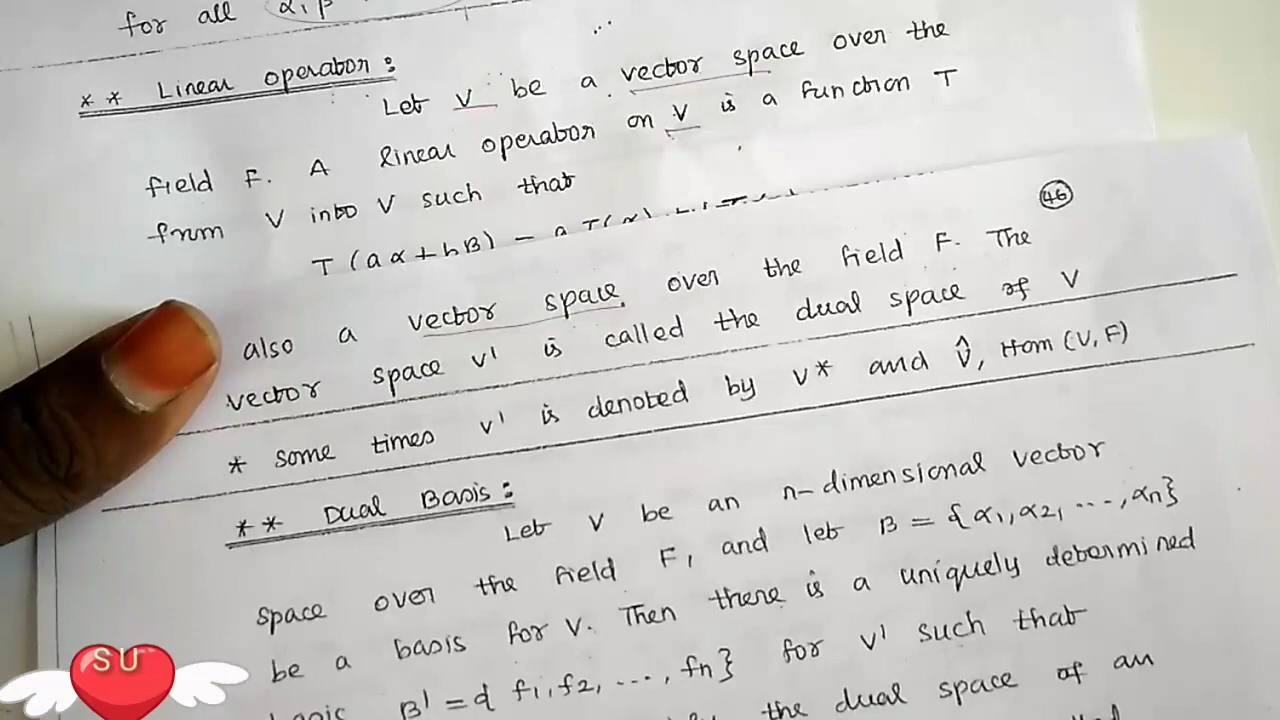 for all α, β
** Linear operator:
Let V be a vector space over the
field F. A linear operator on V is a function T
from V into V such that
T(aα+bβ) = a T(α)
46
also a vector space over the field F. The
vector space V' is called the dual space of V
* some times V' is denoted by V* and V̂, Hom (V, F)
** Dual Basis:
Let V be an n-dimensional vector
space over the field F, and let B = {α1, α2, ..., αn}
be a basis for V. Then there is a uniquely determined
B' = { f1, f2, ..., fn} for V' such that
the dual space of an
SU